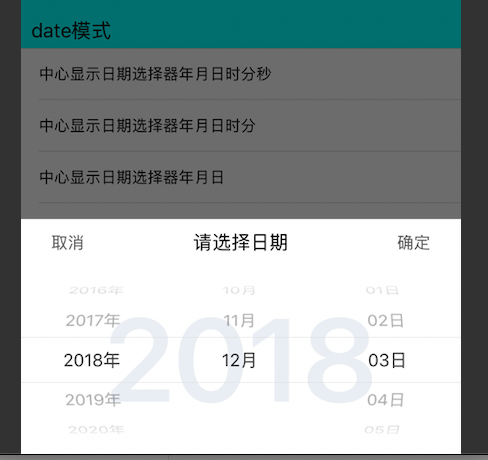 date模式
中心显示日期选择器年月日时分秒
中心显示日期选择器年月日时分
中心显示日期选择器年月日
取消 请选择日期 确定
2018
2016年 10月 01日
2017年 11月 02日
2018年 12月 03日
2019年 04日
2020年 05日